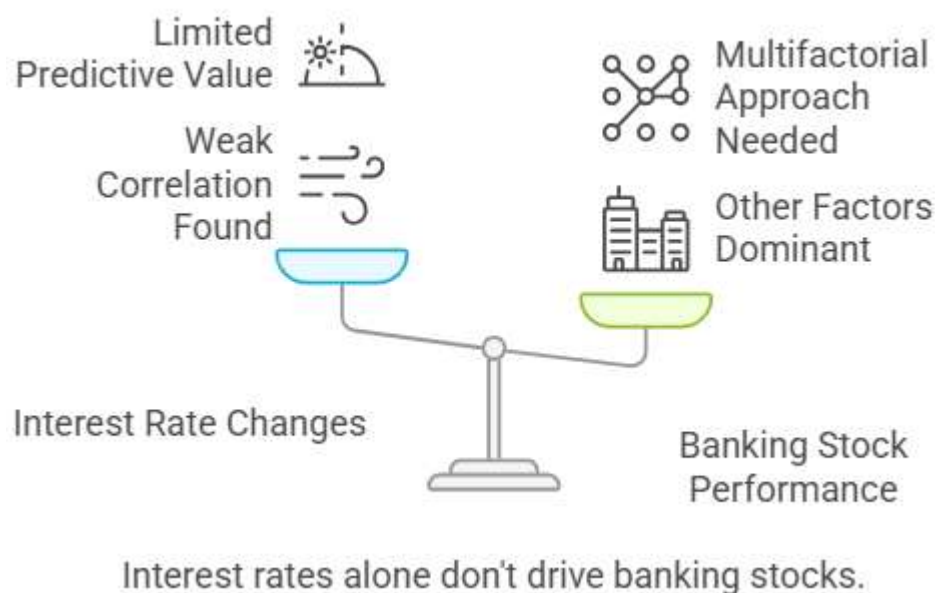 Limited
Predictive Value
Weak
Correlation
Found
Multifactorial
Approach
Needed
Other Factors
Dominant
Interest Rate Changes
Banking Stock
Performance
Interest rates alone don't drive banking stocks.